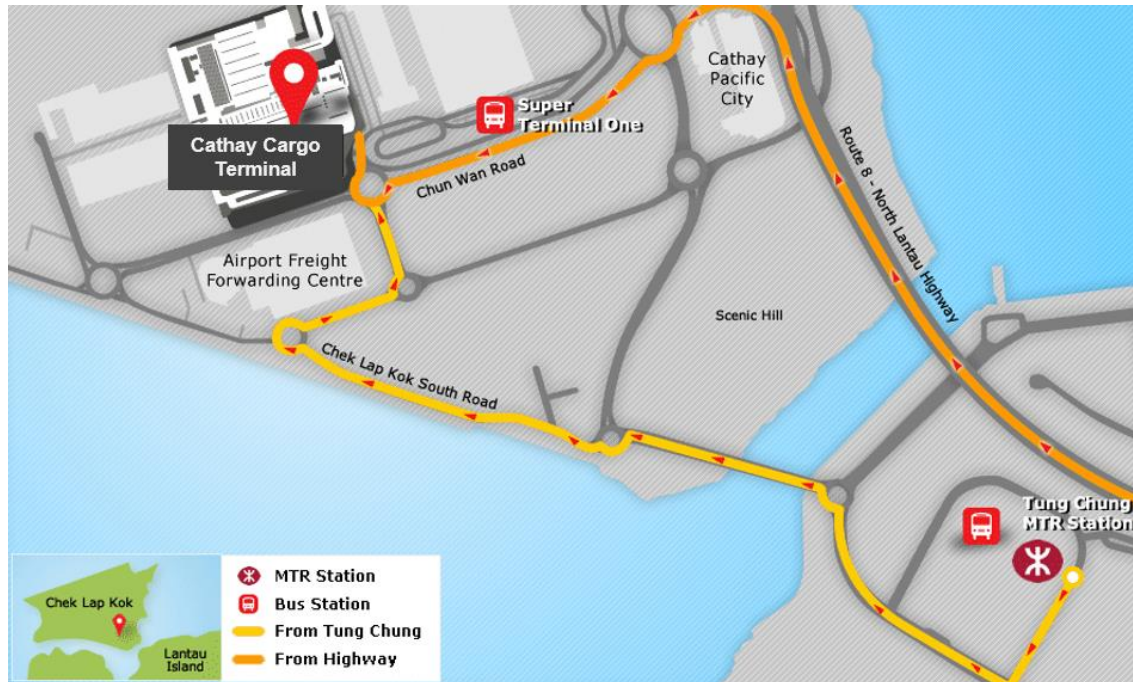 Cathay
Pacific
City
Super
Terminal One
Cathay Cargo
Terminal
Chun Wan Road
Route 8 - North Lantau Highway
Airport Freight
Forwarding Centre
Scenic Hill
Chek Lap Kok South Road
Tung Chung
MTR Station
Chek Lap Kok
Lantau
Island
MTR Station
Bus Station
From Tung Chung
From Highway